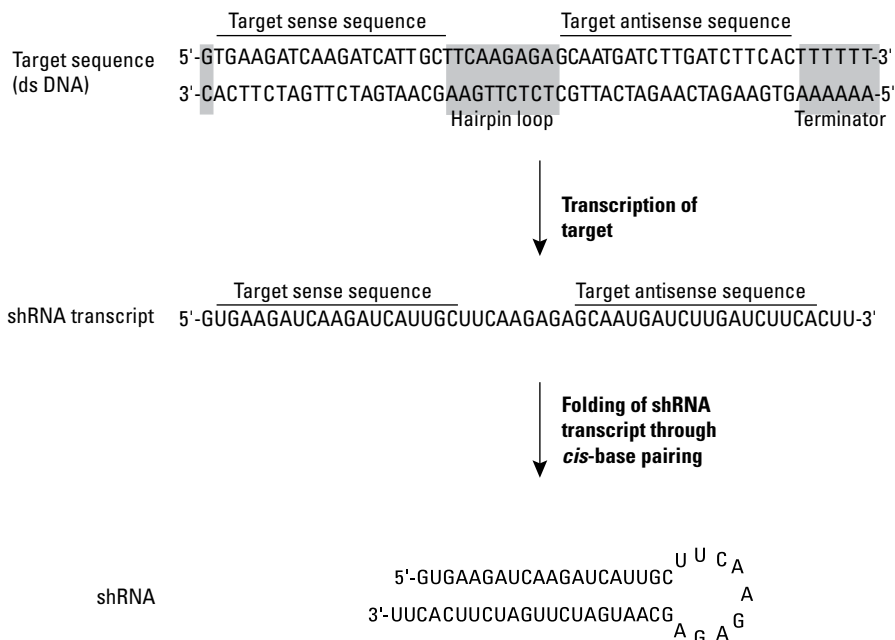 Target sense sequence Target antisense sequence
Target sequence 5'-GTGAAGATCAAGATCATTGCTTCAAGAGAGCAATGATCTTGATCTTCACTTTTTT-3'
(ds DNA)
3'-CACTTCTAGTTCTAGTAACGAAGTTCTCTCGTTACTAGAACTAGAAGTGAAAAAA-5'
Hairpin loop Terminator
Transcription of
target
Target sense sequence Target antisense sequence
shRNA transcript 5'-GUGAAGAUCAAGAUCAUUGCUUCAAGAGAGCAAUGAUCUUGAUCUUCACUU-3'
Folding of shRNA
transcript through
cis-base pairing
shRNA
5'-GUGAAGAUCAAGAUCAUUGC U U C A A
3'-UUCACUUCUAGUUCUAGUAACG A G A G